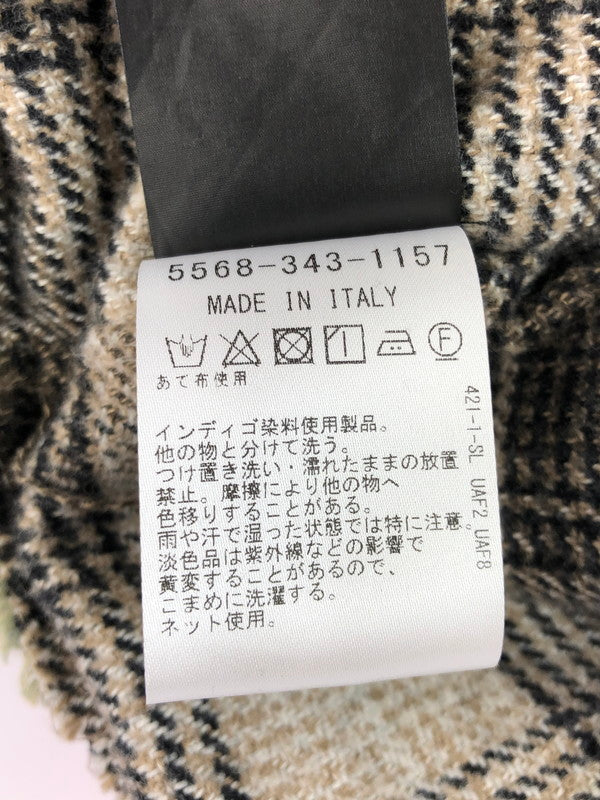 5568-343-1157
MADE IN ITALY
F
あて布使用
インディゴ染料使用製品。
他の物と分けて洗う。
つけ置き洗い・濡れたままの放置
禁止。摩擦により他の物へ
色移りすることがある。
雨や汗で湿った状態では特に注意。
淡色品は紫外線などの影響で
黄変することがあるので、
こまめに洗濯する。
ネット使用。
421-1-SL UAF2 UAF8